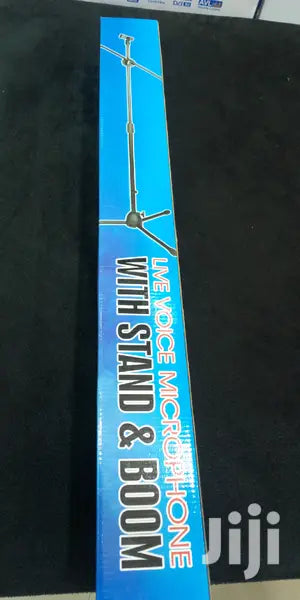 LIVE VOICE MICROPHONE
WITH STAND & BOOM
Jiji